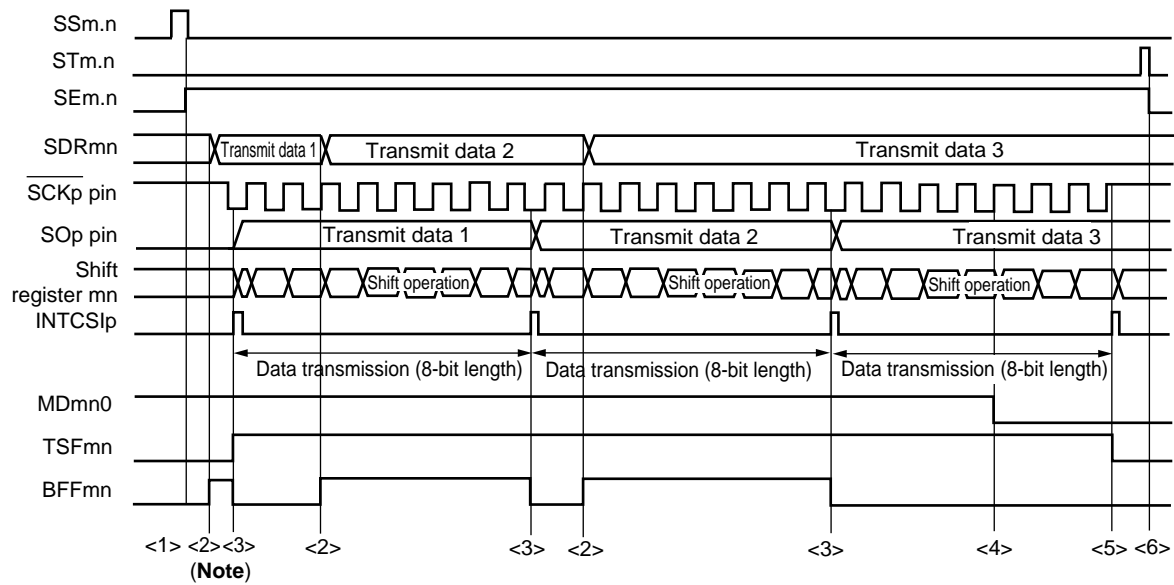 SSm.n
STm.n
SEm.n
SDRmn Transmit data 1 Transmit data 2 Transmit data 3
SCKp pin
SOp pin Transmit data 1 Transmit data 2 Transmit data 3
Shift
register mn Shift operation Shift operation Shift operation
INTCSIp
Data transmission (8-bit length) Data transmission (8-bit length) Data transmission (8-bit length)
MDmn0
TSFmn
BFFmn
<1> <2> <3> <2> <3> <2> <3> <4> <5> <6>
(Note)